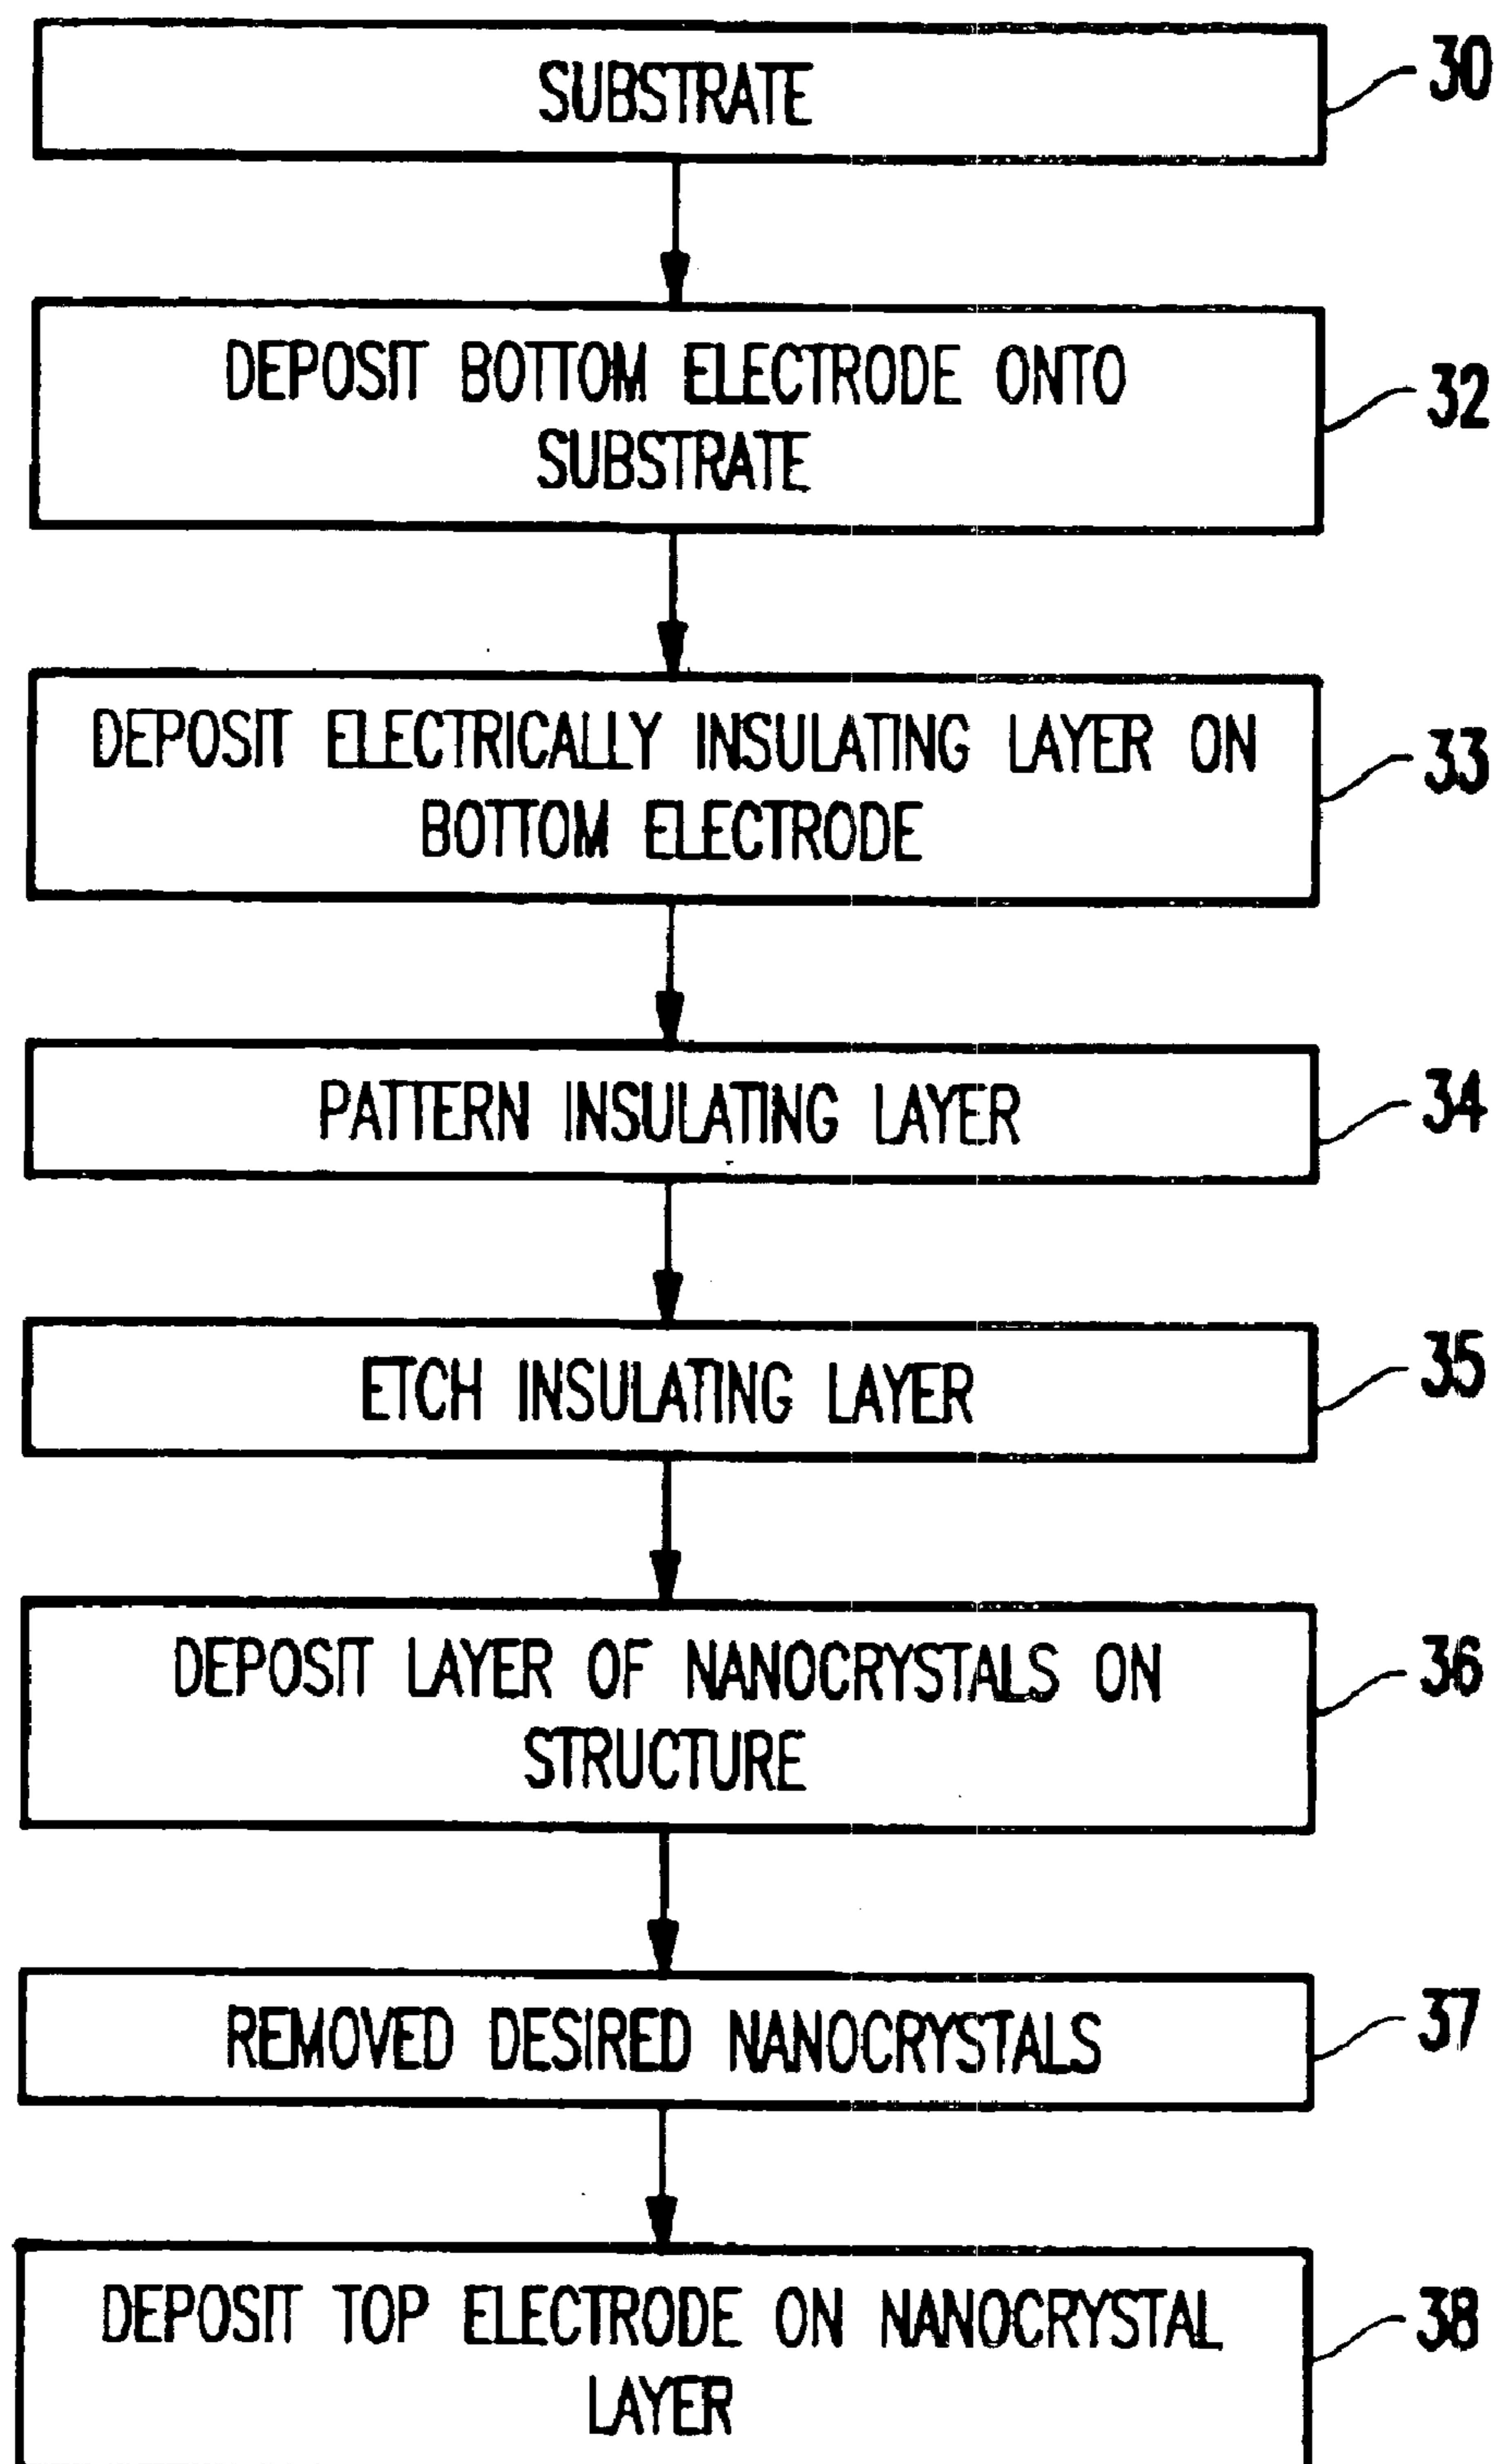 SUBSTRATE
30
DEPOSIT BOTTOM ELECTRODE ONTO
SUBSTRATE
32
DEPOSIT ELECTRICALLY INSULATING LAYER ON
BOTTOM ELECTRODE
33
PATTERN INSULATING LAYER
34
ETCH INSULATING LAYER
35
DEPOSIT LAYER OF NANOCRYSTALS ON
STRUCTURE
36
REMOVED DESIRED NANOCRYSTALS
37
DEPOSIT TOP ELECTRODE ON NANOCRYSTAL
LAYER
38